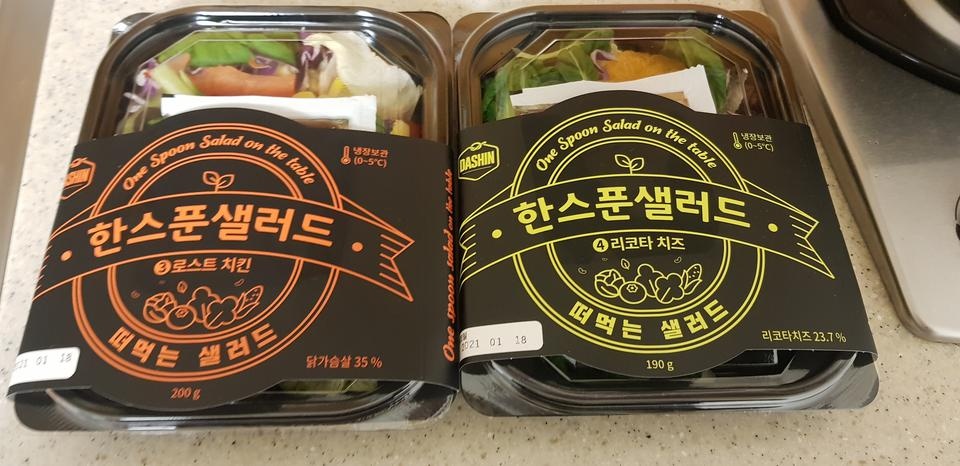 DASHIN
One Spoon Salad on the table
냉장보관
(0~5℃)
한스푼샐러드
3 로스트 치킨
떠먹는 샐러드
닭가슴살 35 %
200 g
2021 01 18
One Spoon Salad on the table
DASHIN
One Spoon Salad on the table
냉장보관
(0~5℃)
한스푼샐러드
4 리코타 치즈
떠먹는 샐러드
리코타치즈 23.7 %
190 g
2021 01 18